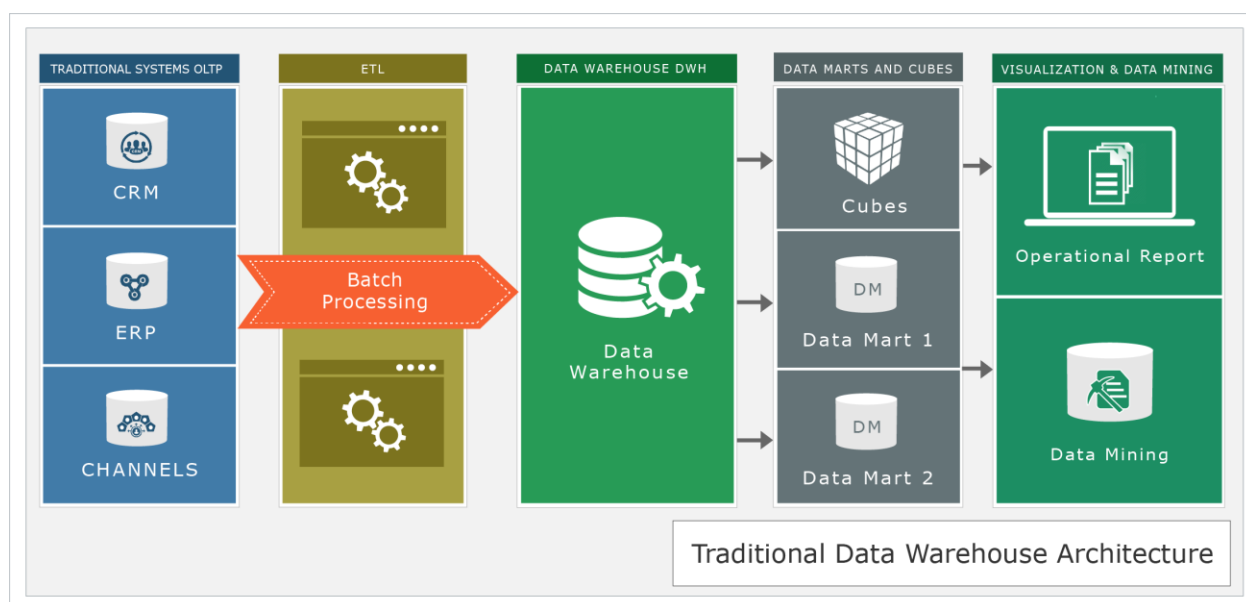 TRADITIONAL SYSTEMS OLTP
ETL
DATA WAREHOUSE DWH
DATA MARTS AND CUBES
VISUALIZATION & DATA MINING
CRM
ERP
CHANNELS
Batch
Processing
Data
Warehouse
Cubes
DM
Data Mart 1
DM
Data Mart 2
Operational Report
Data Mining
Traditional Data Warehouse Architecture